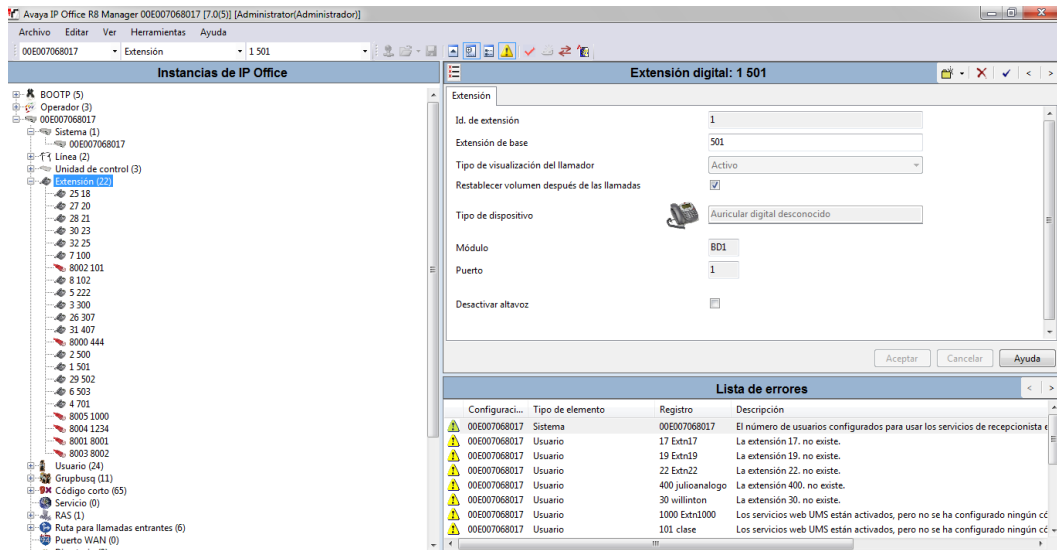 Avaya IP Office R8 Manager 00E007068017 [7.0(5)] [Administrator(Administrador)]
Archivo Editar Ver Herramientas Ayuda
00E007068017 Extensión 1 501
Instancias de IP Office
BOOTP (5)
Operador (3)
00E007068017
Sistema (1)
00E007068017
Línea (2)
Unidad de control (3)
Extensión (22)
25 18
27 20
28 21
30 23
32 25
7 100
8002 101
8 102
5 222
3 300
26 307
31 407
8000 444
2 500
1 501
29 502
6 503
4 701
8005 1000
8004 1234
8001 8001
8003 8002
Usuario (24)
Grupbusq (11)
Código corto (65)
Servicio (0)
RAS (1)
Ruta para llamadas entrantes (6)
Puerto WAN (0)
Extensión digital: 1 501
Extensión
Id. de extensión 1
Extensión de base 501
Tipo de visualización del llamador Activo
Restablecer volumen después de las llamadas
Tipo de dispositivo Auricular digital desconocido
Módulo BD1
Puerto 1
Desactivar altavoz
Aceptar Cancelar Ayuda
Lista de errores
Configuraci... Tipo de elemento Registro Descripción
00E007068017 Sistema 00E007068017 El número de usuarios configurados para usar los servicios de recepcionista e
00E007068017 Usuario 17 Extn17 La extensión 17. no existe.
00E007068017 Usuario 19 Extn19 La extensión 19. no existe.
00E007068017 Usuario 22 Extn22 La extensión 22. no existe.
00E007068017 Usuario 400 julioanalogo La extensión 400. no existe.
00E007068017 Usuario 30 willinton La extensión 30. no existe.
00E007068017 Usuario 1000 Extn1000 Los servicios web UMS están activados, pero no se ha configurado ningún có
00E007068017 Usuario 101 clase Los servicios web UMS están activados, pero no se ha configurado ningún có